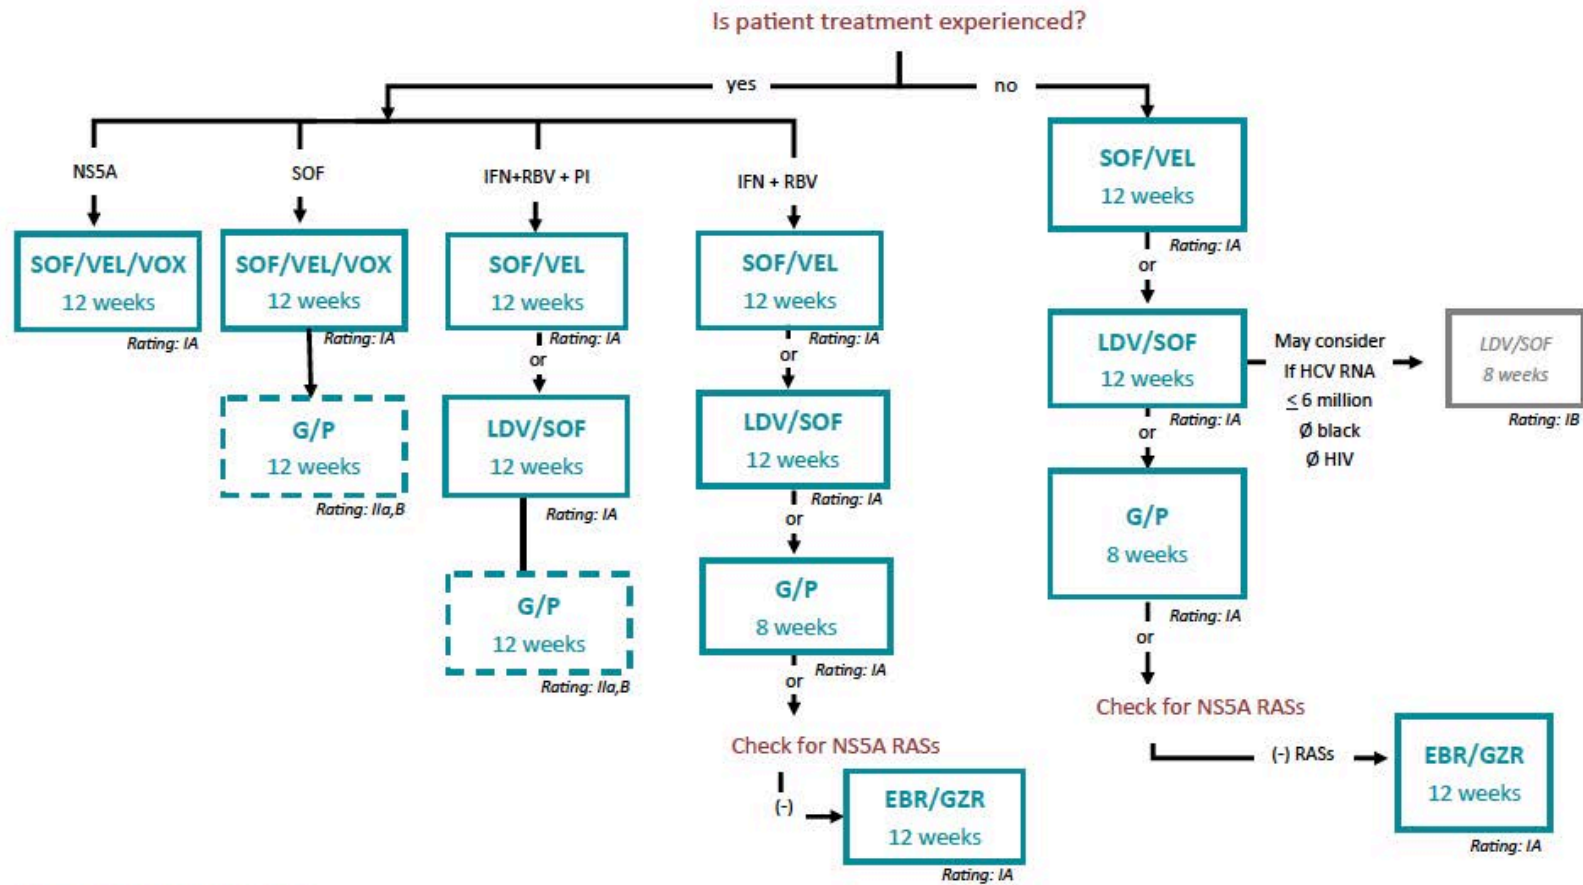 Is patient treatment experienced?
yes
no
NS5A
SOF
IFN+RBV + PI
IFN + RBV
SOF/VEL/VOX
12 weeks
Rating: IA
SOF/VEL/VOX
12 weeks
Rating: IA
G/P
12 weeks
Rating: IIa,B
SOF/VEL
12 weeks
Rating: IA
or
LDV/SOF
12 weeks
Rating: IA
G/P
12 weeks
Rating: IIa,B
SOF/VEL
12 weeks
Rating: IA
or
LDV/SOF
12 weeks
Rating: IA
or
G/P
8 weeks
Rating: IA
or
Check for NS5A RASs
(-)
EBR/GZR
12 weeks
Rating: IA
SOF/VEL
12 weeks
Rating: IA
or
LDV/SOF
12 weeks
Rating: IA
May consider
If HCV RNA
≤ 6 million
Ø black
Ø HIV
LDV/SOF
8 weeks
Rating: IB
or
G/P
8 weeks
Rating: IA
or
Check for NS5A RASs
(-) RASs
EBR/GZR
12 weeks
Rating: IA